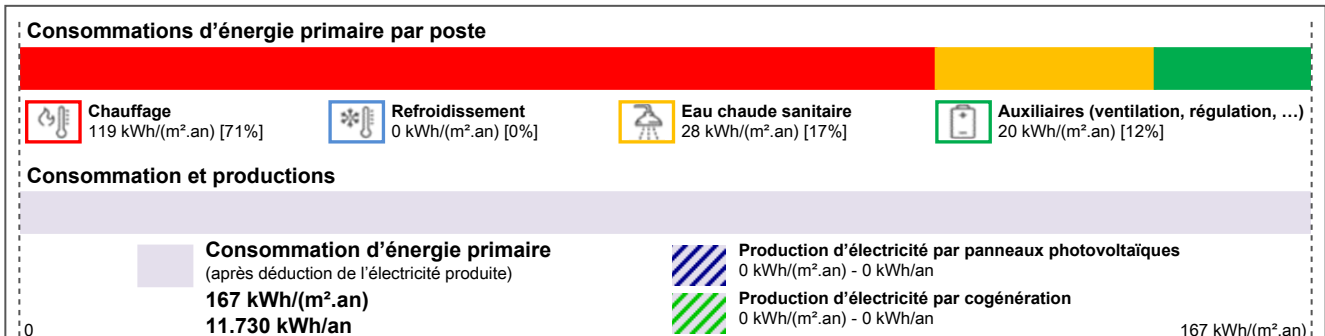 Consommations d’énergie primaire par poste
Chauffage
119 kWh/(m².an) [71%]
Refroidissement
0 kWh/(m².an) [0%]
Eau chaude sanitaire
28 kWh/(m².an) [17%]
Auxiliaires (ventilation, régulation, …)
20 kWh/(m².an) [12%]
Consommation et productions
Consommation d’énergie primaire
(après déduction de l’électricité produite)
167 kWh/(m².an)
11.730 kWh/an
Production d’électricité par panneaux photovoltaïques
0 kWh/(m².an) - 0 kWh/an
Production d’électricité par cogénération
0 kWh/(m².an) - 0 kWh/an
0
167 kWh/(m².an)